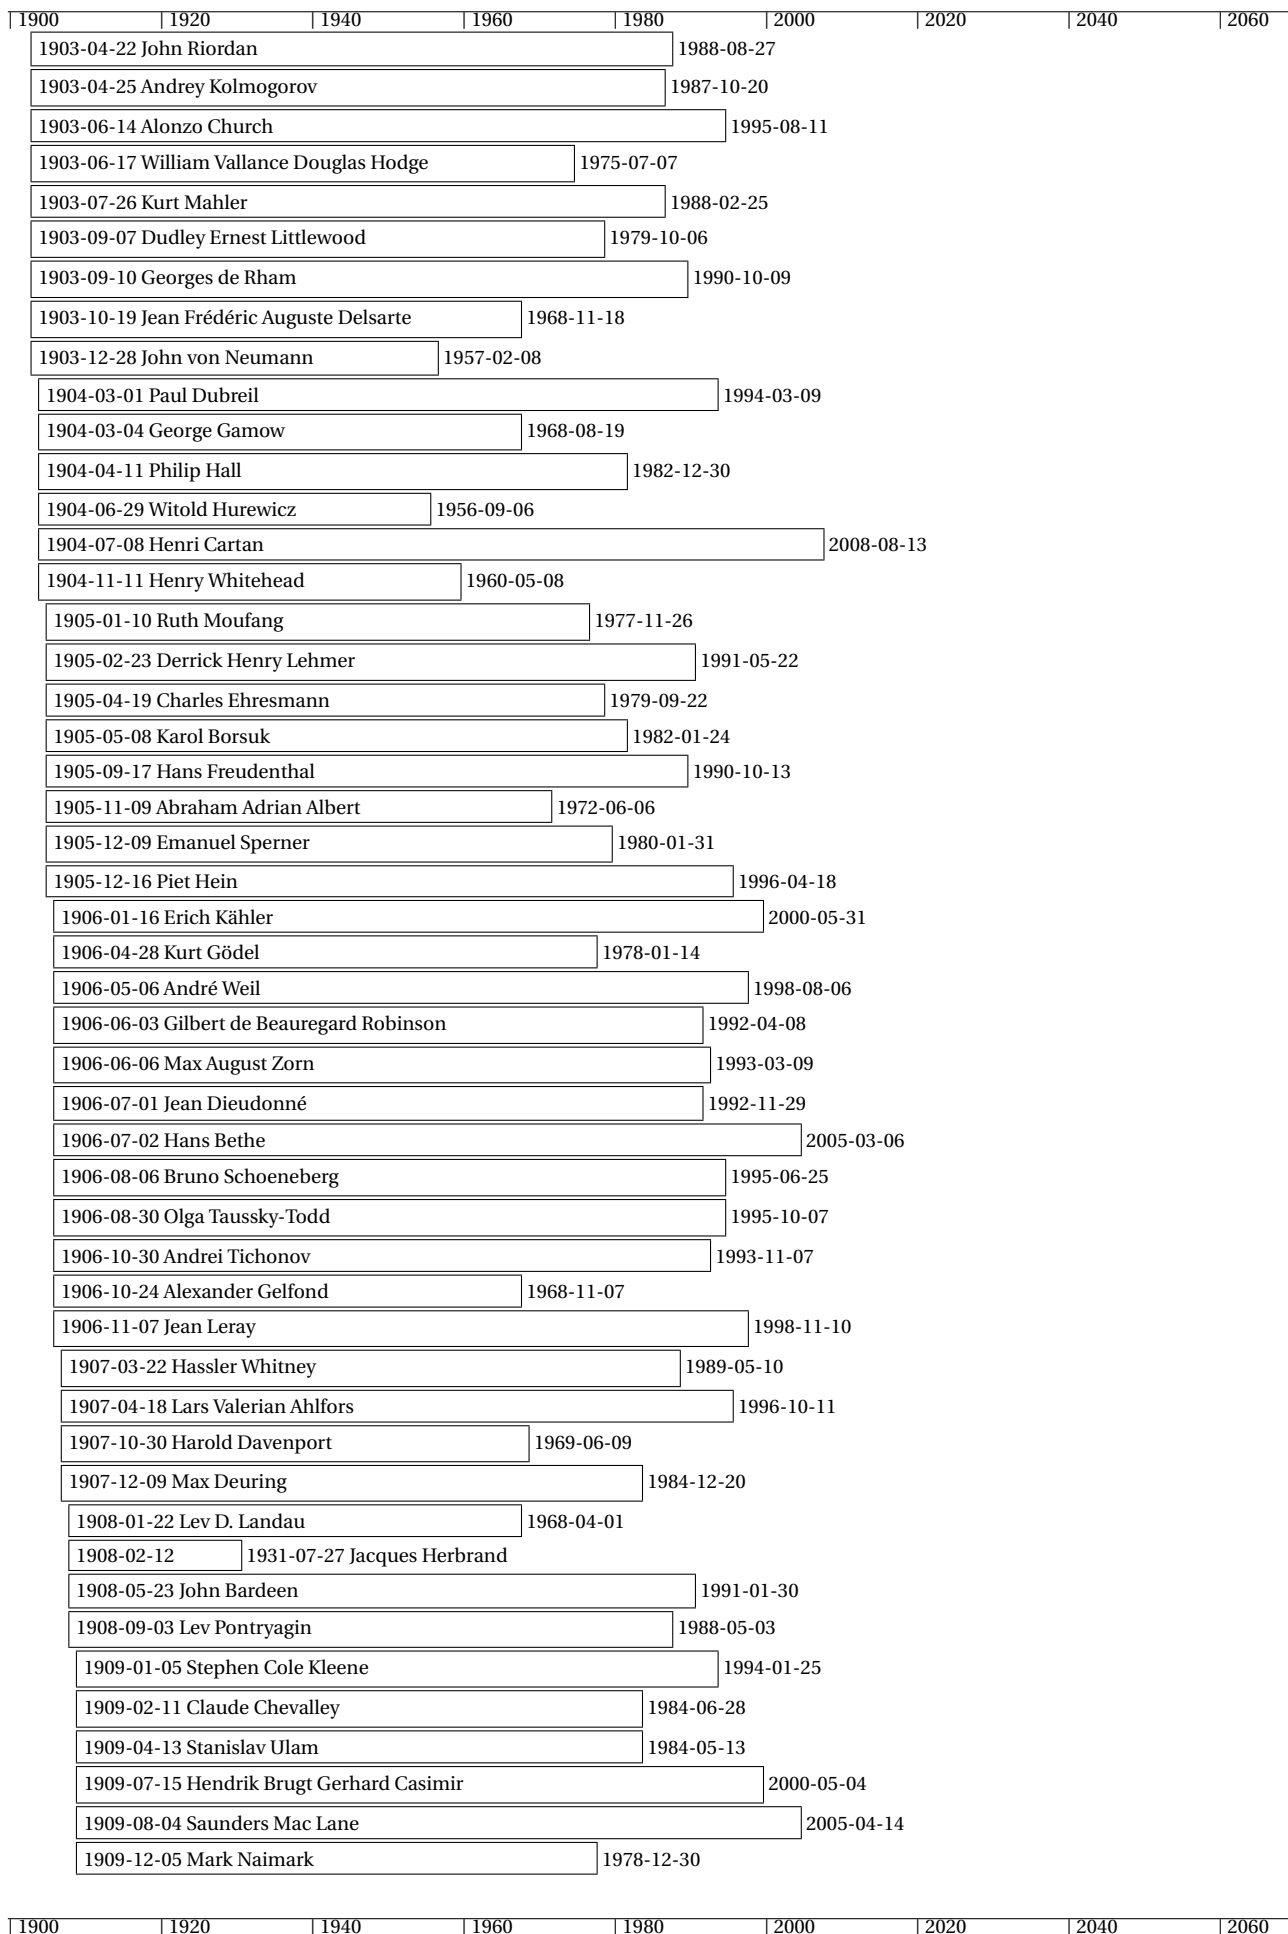 1900 1920 1940 1960 1980 2000 2020 2040 2060
1903-04-22 John Riordan 1988-08-27
1903-04-25 Andrey Kolmogorov 1987-10-20
1903-06-14 Alonzo Church 1995-08-11
1903-06-17 William Vallance Douglas Hodge 1975-07-07
1903-07-26 Kurt Mahler 1988-02-25
1903-09-07 Dudley Ernest Littlewood 1979-10-06
1903-09-10 Georges de Rham 1990-10-09
1903-10-19 Jean Frédéric Auguste Delsarte 1968-11-18
1903-12-28 John von Neumann 1957-02-08
1904-03-01 Paul Dubreil 1994-03-09
1904-03-04 George Gamow 1968-08-19
1904-04-11 Philip Hall 1982-12-30
1904-06-29 Witold Hurewicz 1956-09-06
1904-07-08 Henri Cartan 2008-08-13
1904-11-11 Henry Whitehead 1960-05-08
1905-01-10 Ruth Moufang 1977-11-26
1905-02-23 Derrick Henry Lehmer 1991-05-22
1905-04-19 Charles Ehresmann 1979-09-22
1905-05-08 Karol Borsuk 1982-01-24
1905-09-17 Hans Freudenthal 1990-10-13
1905-11-09 Abraham Adrian Albert 1972-06-06
1905-12-09 Emanuel Sperner 1980-01-31
1905-12-16 Piet Hein 1996-04-18
1906-01-16 Erich Kähler 2000-05-31
1906-04-28 Kurt Gödel 1978-01-14
1906-05-06 André Weil 1998-08-06
1906-06-03 Gilbert de Beauregard Robinson 1992-04-08
1906-06-06 Max August Zorn 1993-03-09
1906-07-01 Jean Dieudonné 1992-11-29
1906-07-02 Hans Bethe 2005-03-06
1906-08-06 Bruno Schoeneberg 1995-06-25
1906-08-30 Olga Taussky-Todd 1995-10-07
1906-10-30 Andrei Tichonov 1993-11-07
1906-10-24 Alexander Gelfond 1968-11-07
1906-11-07 Jean Leray 1998-11-10
1907-03-22 Hassler Whitney 1989-05-10
1907-04-18 Lars Valerian Ahlfors 1996-10-11
1907-10-30 Harold Davenport 1969-06-09
1907-12-09 Max Deuring 1984-12-20
1908-01-22 Lev D. Landau 1968-04-01
1908-02-12 1931-07-27 Jacques Herbrand
1908-05-23 John Bardeen 1991-01-30
1908-09-03 Lev Pontryagin 1988-05-03
1909-01-05 Stephen Cole Kleene 1994-01-25
1909-02-11 Claude Chevalley 1984-06-28
1909-04-13 Stanislav Ulam 1984-05-13
1909-07-15 Hendrik Brugt Gerhard Casimir 2000-05-04
1909-08-04 Saunders Mac Lane 2005-04-14
1909-12-05 Mark Naimark 1978-12-30
1900 1920 1940 1960 1980 2000 2020 2040 2060